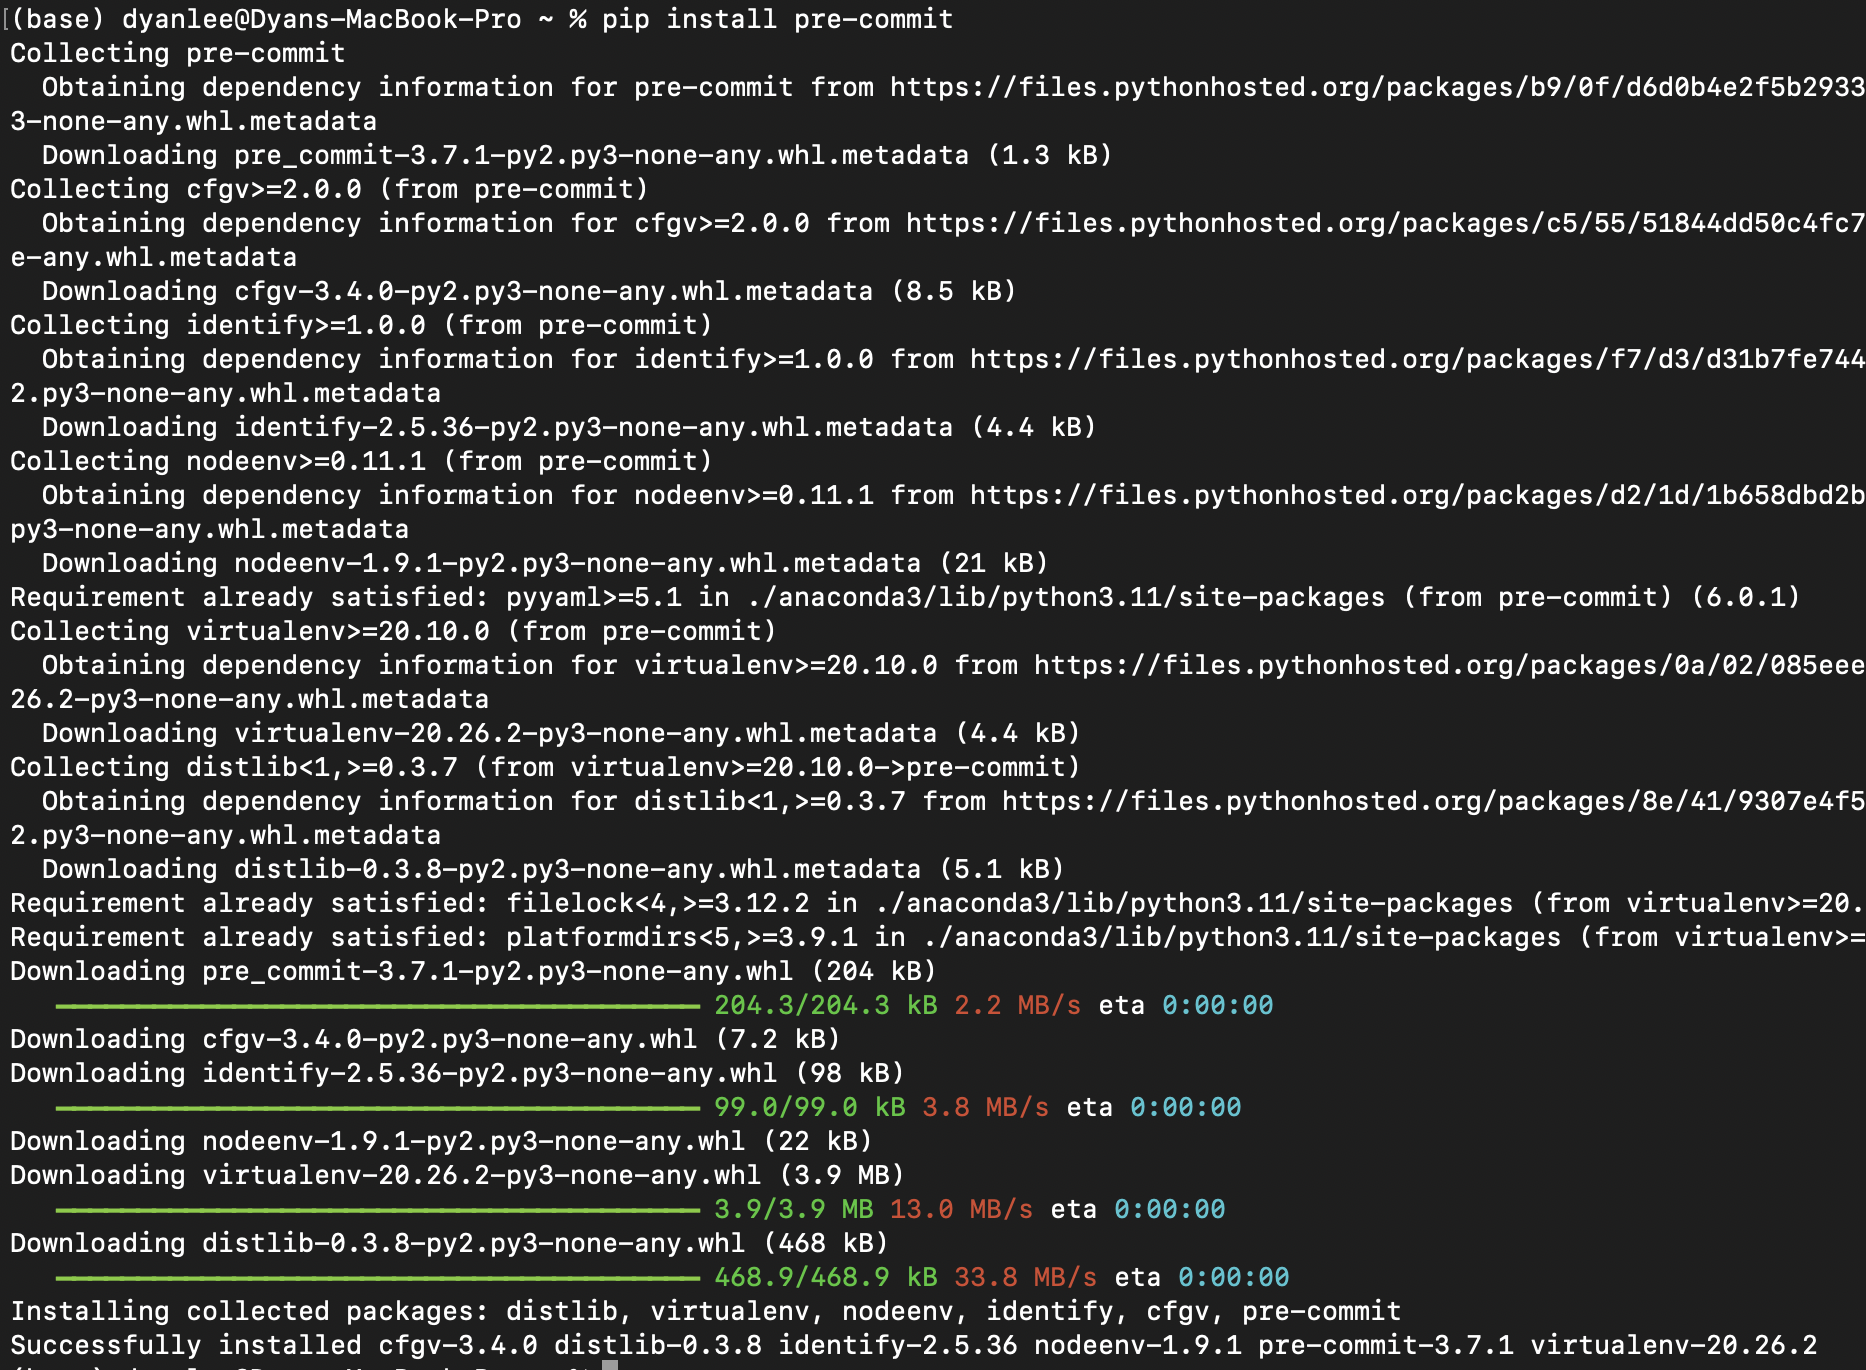 (base) dyanlee@Dyans-MacBook-Pro ~ % pip install pre-commit
Collecting pre-commit
  Obtaining dependency information for pre-commit from https://files.pythonhosted.org/packages/b9/0f/d6d0b4e2f5b2933
3-none-any.whl.metadata
  Downloading pre_commit-3.7.1-py2.py3-none-any.whl.metadata (1.3 kB)
Collecting cfgv>=2.0.0 (from pre-commit)
  Obtaining dependency information for cfgv>=2.0.0 from https://files.pythonhosted.org/packages/c5/55/51844dd50c4fc7
e-any.whl.metadata
  Downloading cfgv-3.4.0-py2.py3-none-any.whl.metadata (8.5 kB)
Collecting identify>=1.0.0 (from pre-commit)
  Obtaining dependency information for identify>=1.0.0 from https://files.pythonhosted.org/packages/f7/d3/d31b7fe744
2.py3-none-any.whl.metadata
  Downloading identify-2.5.36-py2.py3-none-any.whl.metadata (4.4 kB)
Collecting nodeenv>=0.11.1 (from pre-commit)
  Obtaining dependency information for nodeenv>=0.11.1 from https://files.pythonhosted.org/packages/d2/1d/1b658dbd2b
py3-none-any.whl.metadata
  Downloading nodeenv-1.9.1-py2.py3-none-any.whl.metadata (21 kB)
Requirement already satisfied: pyyaml>=5.1 in ./anaconda3/lib/python3.11/site-packages (from pre-commit) (6.0.1)
Collecting virtualenv>=20.10.0 (from pre-commit)
  Obtaining dependency information for virtualenv>=20.10.0 from https://files.pythonhosted.org/packages/0a/02/085eee
26.2-py3-none-any.whl.metadata
  Downloading virtualenv-20.26.2-py3-none-any.whl.metadata (4.4 kB)
Collecting distlib<1,>=0.3.7 (from virtualenv>=20.10.0->pre-commit)
  Obtaining dependency information for distlib<1,>=0.3.7 from https://files.pythonhosted.org/packages/8e/41/9307e4f5
2.py3-none-any.whl.metadata
  Downloading distlib-0.3.8-py2.py3-none-any.whl.metadata (5.1 kB)
Requirement already satisfied: filelock<4,>=3.12.2 in ./anaconda3/lib/python3.11/site-packages (from virtualenv>=20.
Requirement already satisfied: platformdirs<5,>=3.9.1 in ./anaconda3/lib/python3.11/site-packages (from virtualenv>=
Downloading pre_commit-3.7.1-py2.py3-none-any.whl (204 kB)
204.3/204.3 kB 2.2 MB/s eta 0:00:00
Downloading cfgv-3.4.0-py2.py3-none-any.whl (7.2 kB)
Downloading identify-2.5.36-py2.py3-none-any.whl (98 kB)
99.0/99.0 kB 3.8 MB/s eta 0:00:00
Downloading nodeenv-1.9.1-py2.py3-none-any.whl (22 kB)
Downloading virtualenv-20.26.2-py3-none-any.whl (3.9 MB)
3.9/3.9 MB 13.0 MB/s eta 0:00:00
Downloading distlib-0.3.8-py2.py3-none-any.whl (468 kB)
468.9/468.9 kB 33.8 MB/s eta 0:00:00
Installing collected packages: distlib, virtualenv, nodeenv, identify, cfgv, pre-commit
Successfully installed cfgv-3.4.0 distlib-0.3.8 identify-2.5.36 nodeenv-1.9.1 pre-commit-3.7.1 virtualenv-20.26.2